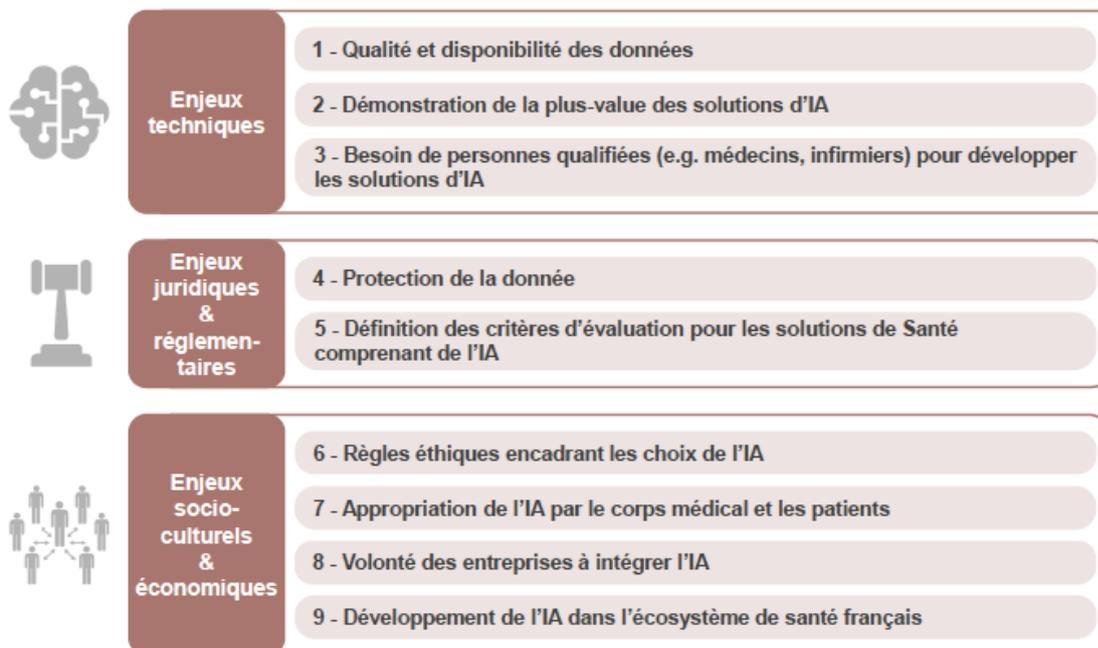 Enjeux
techniques
1 - Qualité et disponibilité des données
2 - Démonstration de la plus-value des solutions d'IA
3 - Besoin de personnes qualifiées (e.g. médecins, infirmiers) pour développer
les solutions d'IA
Enjeux
juridiques
&
réglemen-
taires
4 - Protection de la donnée
5 - Définition des critères d'évaluation pour les solutions de Santé
comprenant de l'IA
Enjeux
socio-
culturels
&
économiques
6 - Règles éthiques encadrant les choix de l'IA
7 - Appropriation de l'IA par le corps médical et les patients
8 - Volonté des entreprises à intégrer l'IA
9 - Développement de l'IA dans l'écosystème de santé français